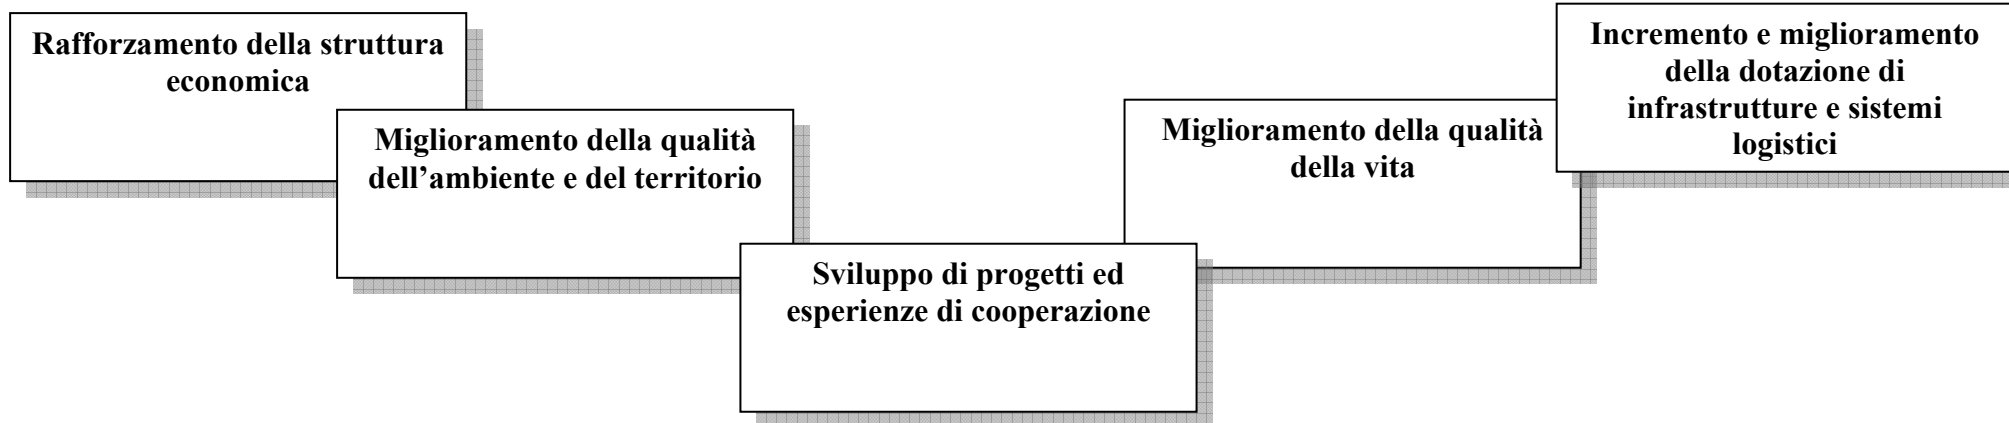 Rafforzamento della struttura
economica
Miglioramento della qualità
dell’ambiente e del territorio
Sviluppo di progetti ed
esperienze di cooperazione
Miglioramento della qualità
della vita
Incremento e miglioramento
della dotazione di
infrastrutture e sistemi
logistici